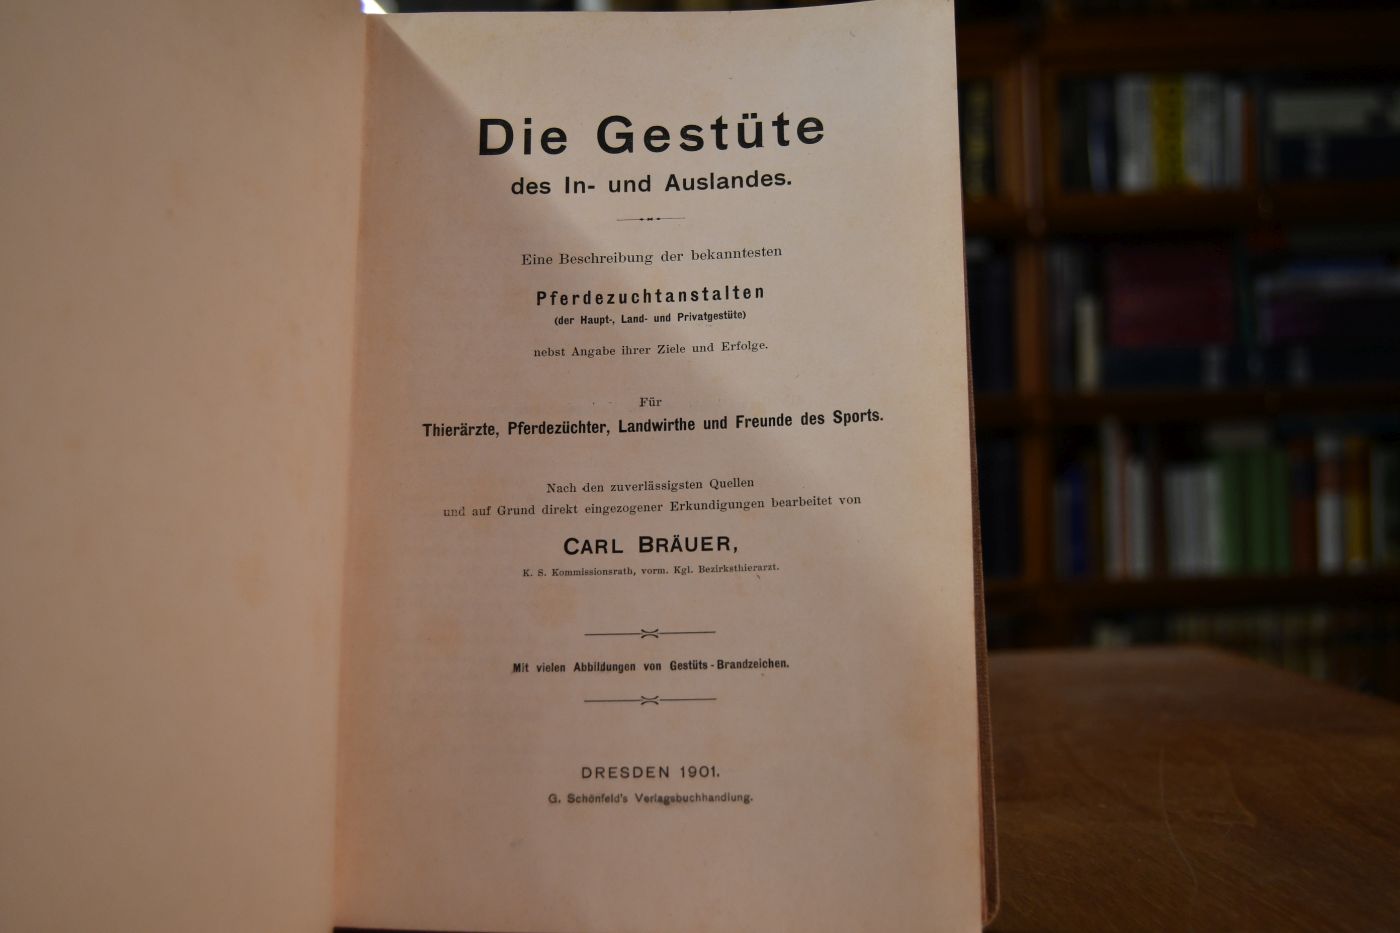 Die Gestüte
des In- und Auslandes.
Eine Beschreibung der bekanntesten
Pferdezuchtanstalten
(der Haupt-, Land- und Privatgestüte)
nebst Angabe ihrer Ziele und Erfolge.
Für
Thierärzte, Pferdezüchter, Landwirthe und Freunde des Sports.
Nach den zuverlässigsten Quellen
und auf Grund direkt eingezogener Erkundigungen bearbeitet von
CARL BRÄUER,
K. S. Kommissionsrath, vorm. Kgl. Bezirksthierarzt.
Mit vielen Abbildungen von Gestüts-Brandzeichen.
DRESDEN 1901.
G. Schönfeld's Verlagsbuchhandlung.